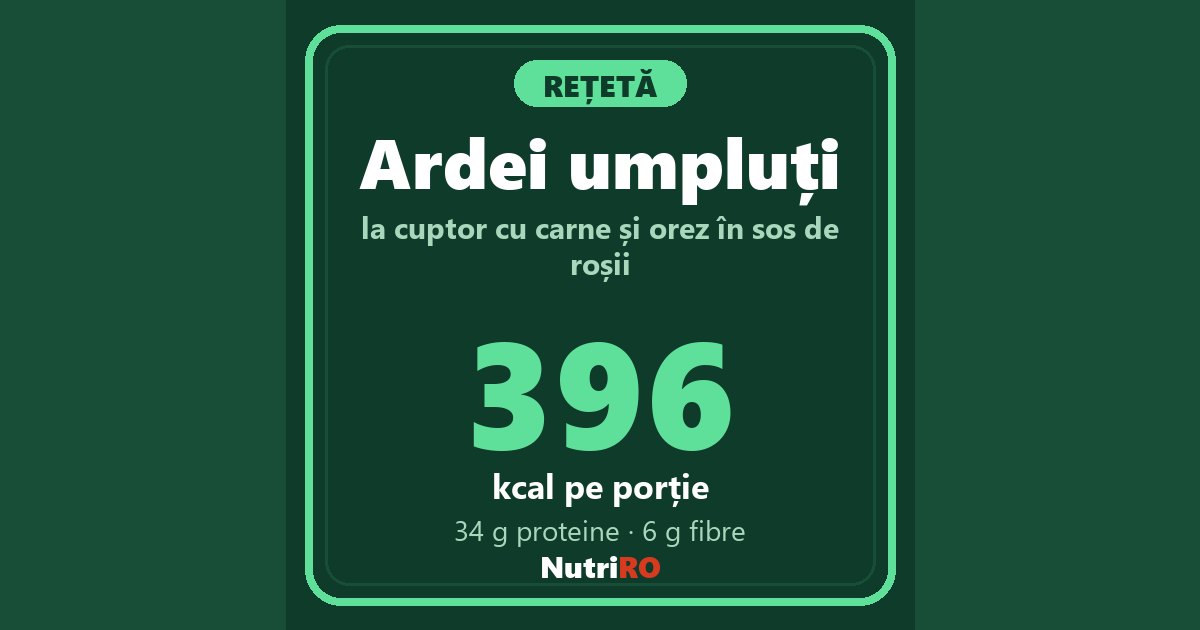 REȚETĂ
Ardei umpluți
la cuptor cu carne și orez în sos de
roșii
396
kcal pe porție
34 g proteine · 6 g fibre
NutriRO